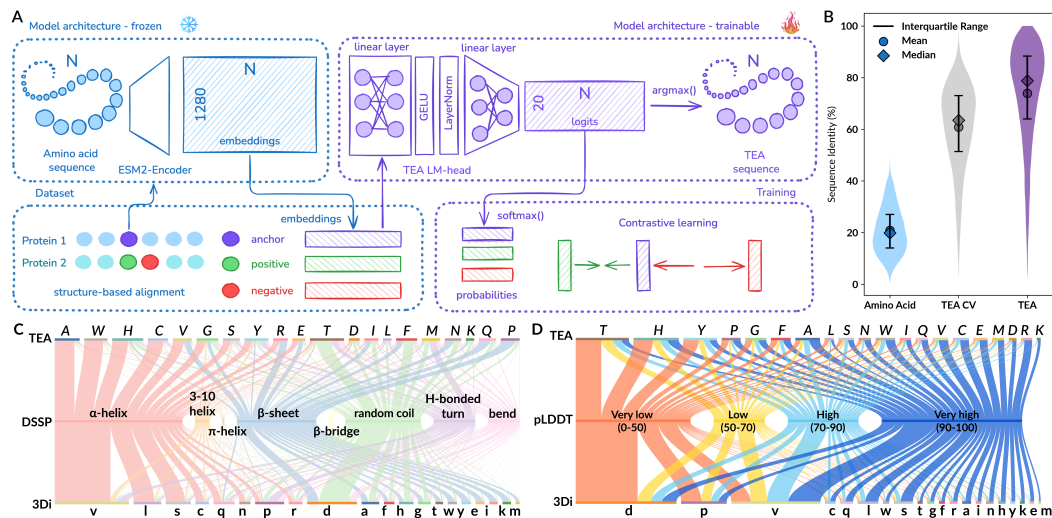 A
Model architecture - frozen
Model architecture - trainable
N
1280
N
embeddings
Amino acid
sequence
ESM2-Encoder
linear layer
GELU
LayerNorm
linear layer
20
N
logits
argmax()
TEA LM-head
TEA
sequence
Dataset
Training
embeddings
Protein 1
Protein 2
anchor
positive
negative
structure-based alignment
softmax()
probabilities
Contrastive learning
B
Interquartile Range
Mean
Median
Sequence Identity (%)
100
80
60
40
20
0
Amino Acid
TEA CV
TEA
C
A W H C V G S Y R E T D I L F M N K Q P
TEA
DSSP
α-helix
3-10
helix
π-helix
β-sheet
β-bridge
random coil
H-bonded
turn
bend
3Di
v l s c q n p r d a f h g t w y e i k m
D
T H Y P G F A L S N W I Q V C E M D R K
TEA
pLDDT
Very low
(0-50)
Low
(50-70)
High
(70-90)
Very high
(90-100)
3Di
d p v c q l w s t g f r a i n h y k e m